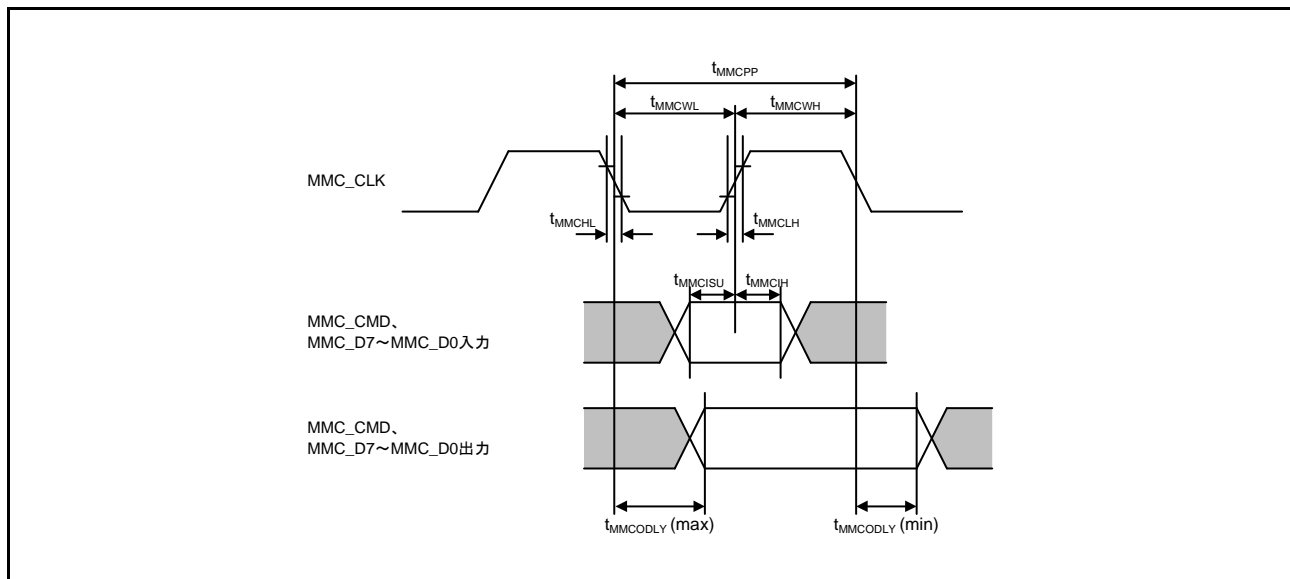 tMMCPP
tMMCWL
tMMCWH
MMC_CLK
tMMCHL
tMMCLH
tMMCISU
tMMCIH
MMC_CMD、
MMC_D7～MMC_D0入力
MMC_CMD、
MMC_D7～MMC_D0出力
tMMCODLY (max)
tMMCODLY (min)